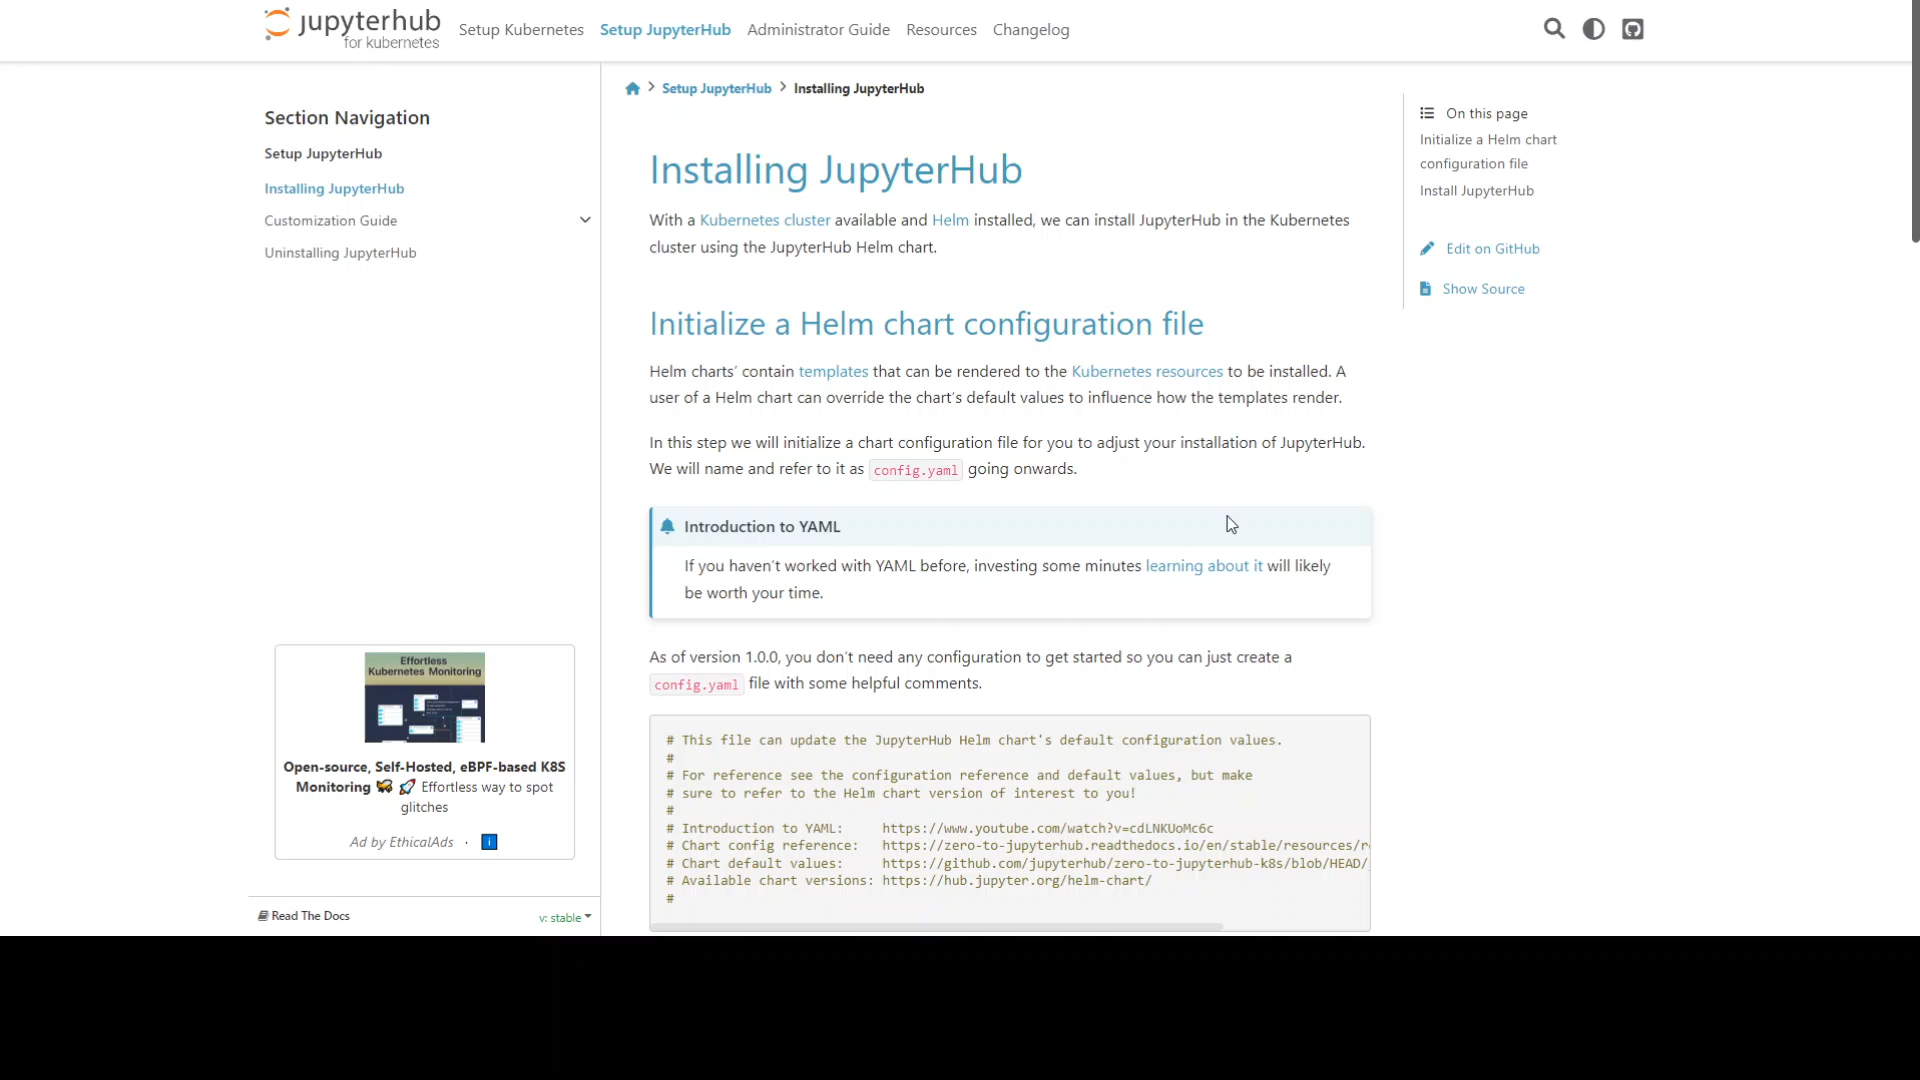 jupyterhub
for kubernetes
Setup Kubernetes
Setup JupyterHub
Administrator Guide
Resources
Changelog
Section Navigation
Setup JupyterHub
Installing JupyterHub
Customization Guide
Uninstalling JupyterHub
Effortless
Kubernetes Monitoring
Open-source, Self-Hosted, eBPF-based K8S
Monitoring 🐝 🚀 Effortless way to spot
glitches
Ad by EthicalAds ·
Read The Docs
v: stable
Setup JupyterHub > Installing JupyterHub
Installing JupyterHub
With a Kubernetes cluster available and Helm installed, we can install JupyterHub in the Kubernetes
cluster using the JupyterHub Helm chart.
Initialize a Helm chart configuration file
Helm charts’ contain templates that can be rendered to the Kubernetes resources to be installed. A
user of a Helm chart can override the chart’s default values to influence how the templates render.
In this step we will initialize a chart configuration file for you to adjust your installation of JupyterHub.
We will name and refer to it as config.yaml going onwards.
Introduction to YAML
If you haven’t worked with YAML before, investing some minutes learning about it will likely
be worth your time.
As of version 1.0.0, you don’t need any configuration to get started so you can just create a
config.yaml file with some helpful comments.
# This file can update the JupyterHub Helm chart's default configuration values.
#
# For reference see the configuration reference and default values, but make
# sure to refer to the Helm chart version of interest to you!
#
# Introduction to YAML: https://www.youtube.com/watch?v=cdLNKUoMc6c
# Chart config reference: https://zero-to-jupyterhub.readthedocs.io/en/stable/resources/r
# Chart default values: https://github.com/jupyterhub/zero-to-jupyterhub-k8s/blob/HEAD/
# Available chart versions: https://hub.jupyter.org/helm-chart/
#
On this page
Initialize a Helm chart
configuration file
Install JupyterHub
Edit on GitHub
Show Source